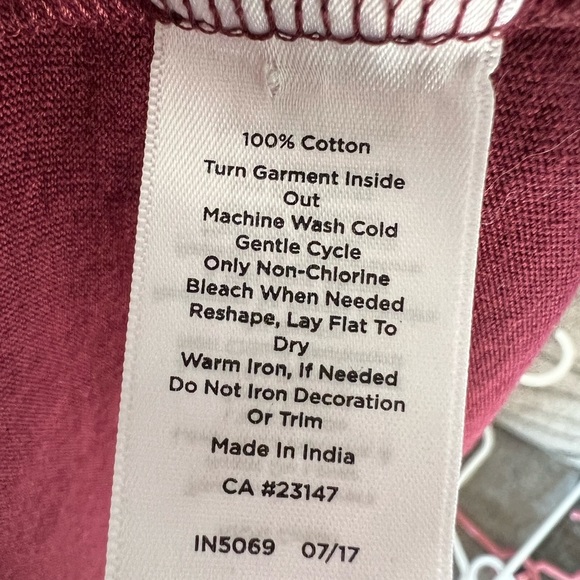 100% Cotton
Turn Garment Inside
Out
Machine Wash Cold
Gentle Cycle
Only Non-Chlorine
Bleach When Needed
Reshape, Lay Flat To
Dry
Warm Iron, If Needed
Do Not Iron Decoration
Or Trim
Made In India
CA #23147
IN5069 07/17